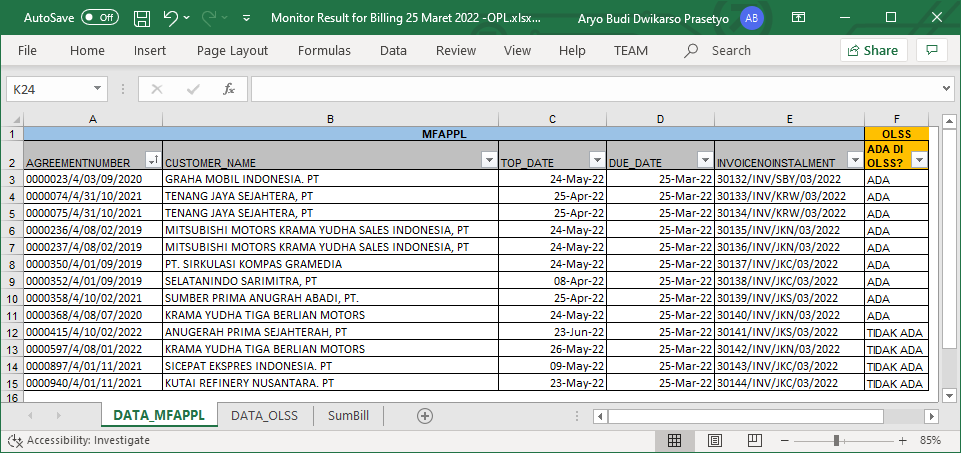 AutoSave Off Monitor Result for Billing 25 Maret 2022 -OPL.xlsx... Aryo Budi Dwikarso Prasetyo AB
File Home Insert Page Layout Formulas Data Review View Help TEAM Search Share
K24 fx
A B C D E F
1 MFAPPL OLSS
2 AGREEMENTNUMBER CUSTOMER_NAME TOP_DATE DUE_DATE INVOICENOINSTALMENT ADA DI OLSS?
3 0000023/4/03/09/2020 GRAHA MOBIL INDONESIA. PT 24-May-22 25-Mar-22 30132/INV/SBY/03/2022 ADA
4 0000074/4/31/10/2021 TENANG JAYA SEJAHTERA, PT 25-Apr-22 25-Mar-22 30133/INV/KRW/03/2022 ADA
5 0000075/4/31/10/2021 TENANG JAYA SEJAHTERA, PT 25-Apr-22 25-Mar-22 30134/INV/KRW/03/2022 ADA
6 0000236/4/08/02/2019 MITSUBISHI MOTORS KRAMA YUDHA SALES INDONESIA, PT 24-May-22 25-Mar-22 30135/INV/JKN/03/2022 ADA
7 0000237/4/08/02/2019 MITSUBISHI MOTORS KRAMA YUDHA SALES INDONESIA, PT 24-May-22 25-Mar-22 30136/INV/JKN/03/2022 ADA
8 0000350/4/01/09/2019 PT. SIRKULASI KOMPAS GRAMEDIA 24-May-22 25-Mar-22 30137/INV/JKC/03/2022 ADA
9 0000352/4/01/09/2019 SELATANINDO SARIMITRA, PT 08-Apr-22 25-Mar-22 30138/INV/JKC/03/2022 ADA
10 0000358/4/10/02/2021 SUMBER PRIMA ANUGRAH ABADI, PT. 25-Apr-22 25-Mar-22 30139/INV/JKS/03/2022 ADA
11 0000368/4/08/07/2020 KRAMA YUDHA TIGA BERLIAN MOTORS 24-May-22 25-Mar-22 30140/INV/JKN/03/2022 ADA
12 0000415/4/10/02/2022 ANUGERAH PRIMA SEJAHTERAH, PT 23-Jun-22 25-Mar-22 30141/INV/JKS/03/2022 TIDAK ADA
13 0000597/4/08/01/2022 KRAMA YUDHA TIGA BERLIAN MOTORS 26-May-22 25-Mar-22 30142/INV/JKN/03/2022 TIDAK ADA
14 0000897/4/01/11/2021 SICEPAT EKSPRES INDONESIA. PT 09-May-22 25-Mar-22 30143/INV/JKC/03/2022 TIDAK ADA
15 0000940/4/01/11/2021 KUTAI REFINERY NUSANTARA. PT 23-May-22 25-Mar-22 30144/INV/JKC/03/2022 TIDAK ADA
16
DATA_MFAPPL DATA_OLSS SumBill
Accessibility: Investigate 85%